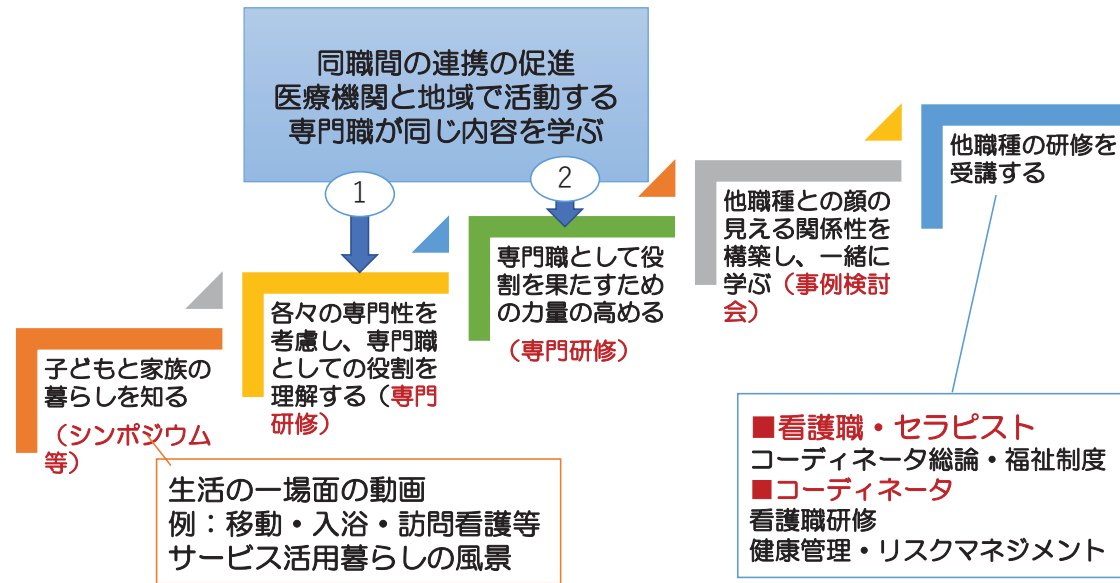 同職間の連携の促進
医療機関と地域で活動する
専門職が同じ内容を学ぶ
1
2
子どもと家族の
暮らしを知る
（シンポジウム
等）
各々の専門性を
考慮し、専門職
としての役割を
理解する（専門
研修）
専門職として役
割を果たすため
の力量の高める
（専門研修）
他職種との顔の
見える関係性を
構築し、一緒に
学ぶ（事例検討
会）
他職種の研修を
受講する
生活の一場面の動画
例：移動・入浴・訪問看護等
サービス活用暮らしの風景
■看護職・セラピスト
コーディネータ総論・福祉制度
■コーディネータ
看護職研修
健康管理・リスクマネジメント